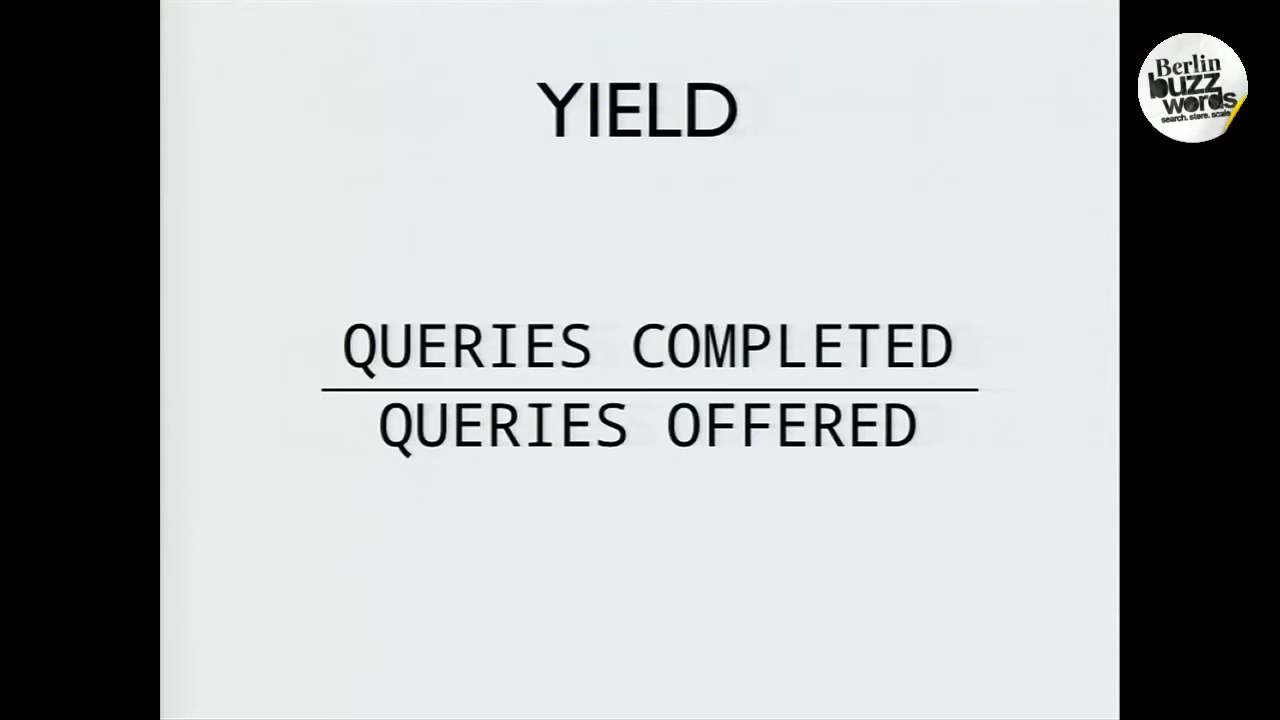 YIELD
QUERIES COMPLETED
QUERIES OFFERED
Berlin
buzz
words
search. store. scale